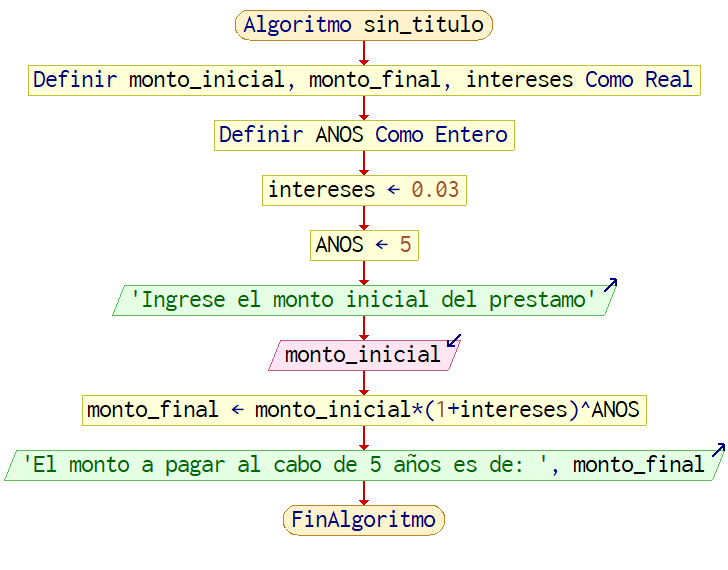 Algoritmo sin_titulo
Definir monto_inicial, monto_final, intereses Como Real
Definir ANOS Como Entero
intereses ← 0.03
ANOS ← 5
'Ingrese el monto inicial del prestamo'
monto_inicial
monto_final ← monto_inicial*(1+intereses)^ANOS
'El monto a pagar al cabo de 5 años es de: ', monto_final
FinAlgoritmo